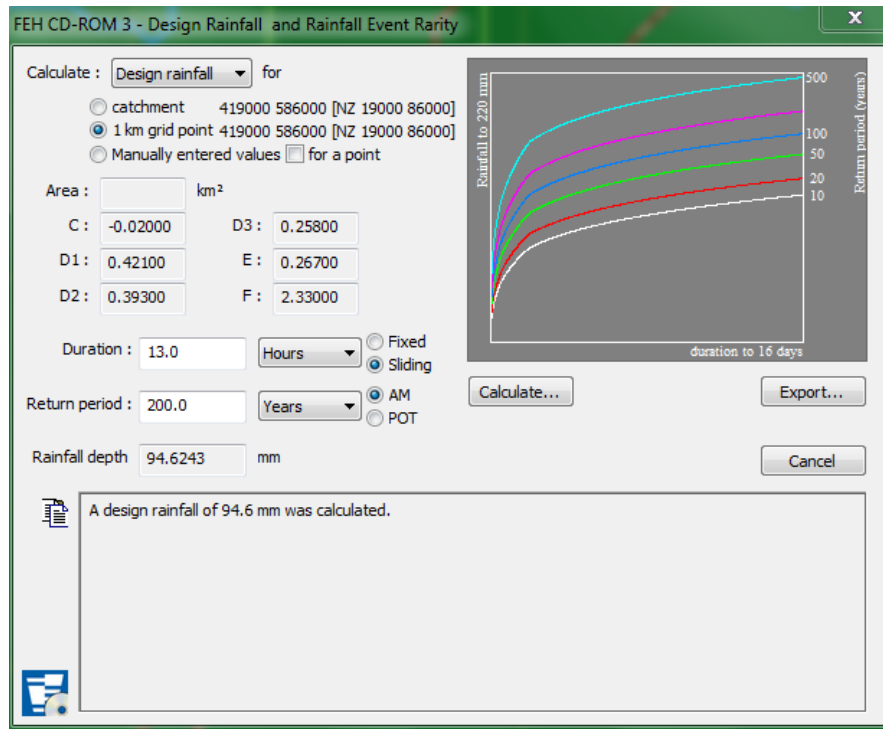 FEH CD-ROM 3 - Design Rainfall and Rainfall Event Rarity
x
Calculate : Design rainfall for
catchment 419000 586000 [NZ 19000 86000]
1 km grid point 419000 586000 [NZ 19000 86000]
Manually entered values for a point
Area : km²
C : -0.02000 D3 : 0.25800
D1 : 0.42100 E : 0.26700
D2 : 0.39300 F : 2.33000
Duration : 13.0 Hours Fixed
Sliding
Return period : 200.0 Years AM
POT
Rainfall depth 94.6243 mm
Rainfall to 220 mm
500
100
50
20
10
Return period (years)
duration to 16 days
Calculate... Export...
Cancel
A design rainfall of 94.6 mm was calculated.